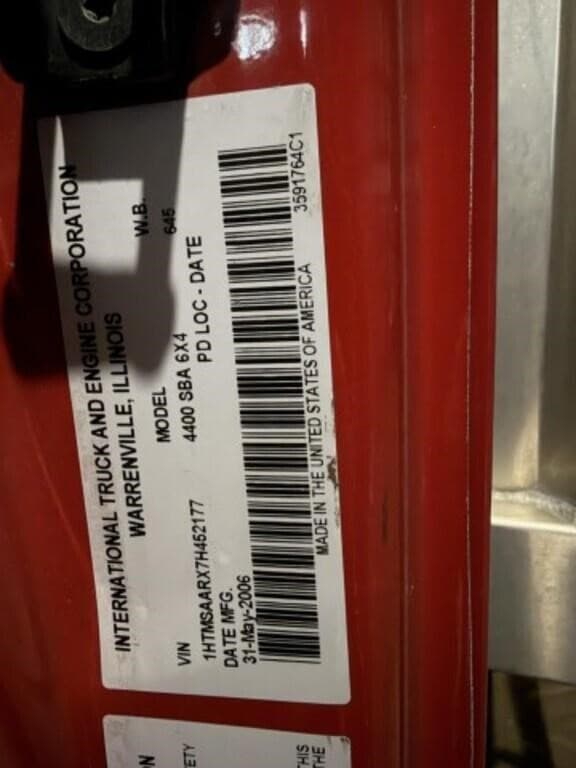 INTERNATIONAL TRUCK AND ENGINE CORPORATION
WARRENVILLE, ILLINOIS
MODEL W.B.
4400 SBA 6X4 645
VIN PD LOC - DATE
1HTMSAARX7H452177
DATE MFG.
31-May-2006
MADE IN THE UNITED STATES OF AMERICA 3591764C1